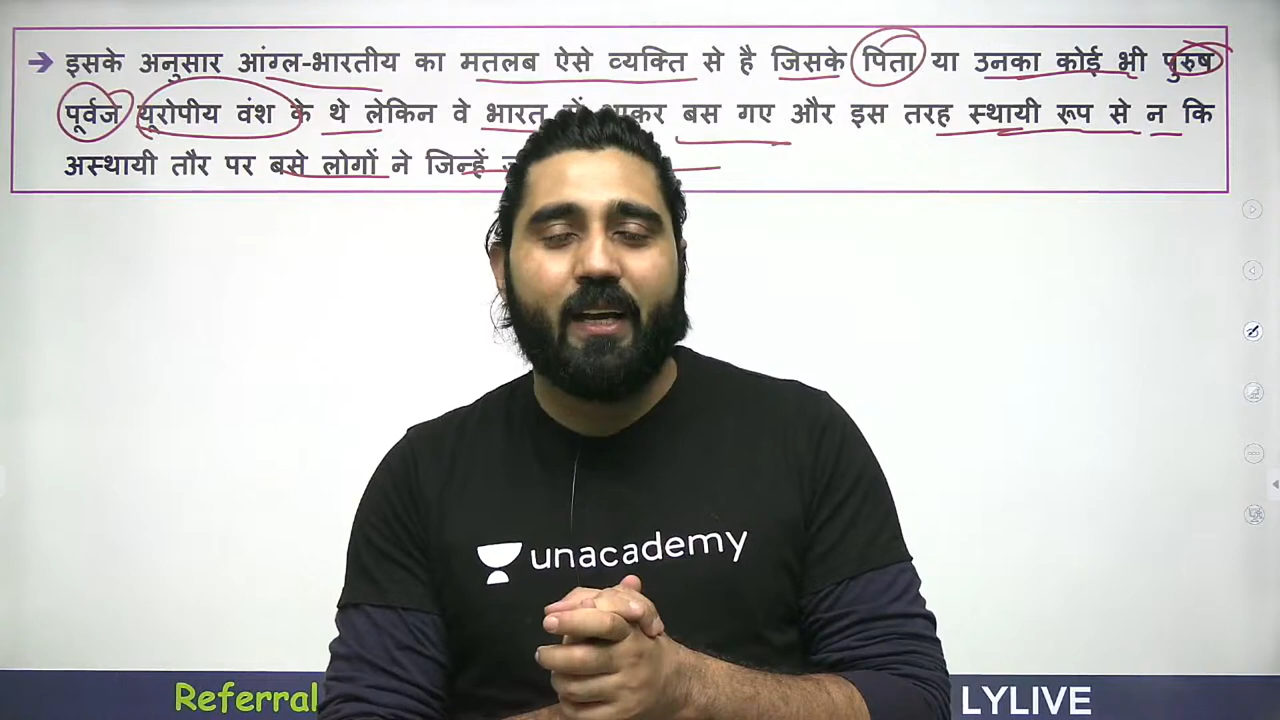 इसके अनुसार आंग्ल-भारतीय का मतलब ऐसे व्यक्ति से है जिसके पिता या उनका कोई भी पुरुष
पूर्वज यूरोपीय वंश के थे लेकिन वे भारत में आकर बस गए और इस तरह स्थायी रूप से न कि
अस्थायी तौर पर बसे लोगों ने जिन्हें
unacademy
Referral
LYLIVE